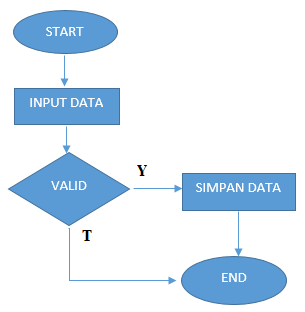 START
INPUT DATA
VALID
Y
SIMPAN DATA
T
END